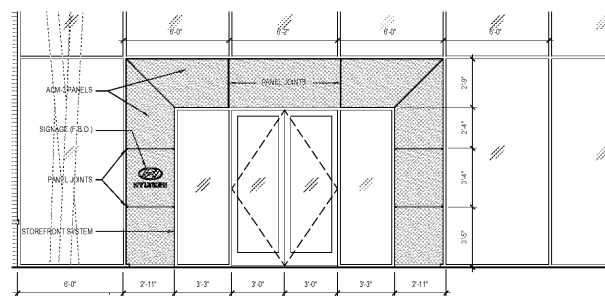 6'-0" 6'-2" 6'-0" 6'-0"
ACM-2 PANELS
PANEL JOINTS
SIGNAGE (F.B.O.)
PANEL JOINTS
HYUNDAI
STOREFRONT SYSTEM
2'-9"
2'-4"
3'-4"
3'-5"
6'-0" 2'-11" 3'-3" 3'-0" 3'-0" 3'-3" 2'-11"